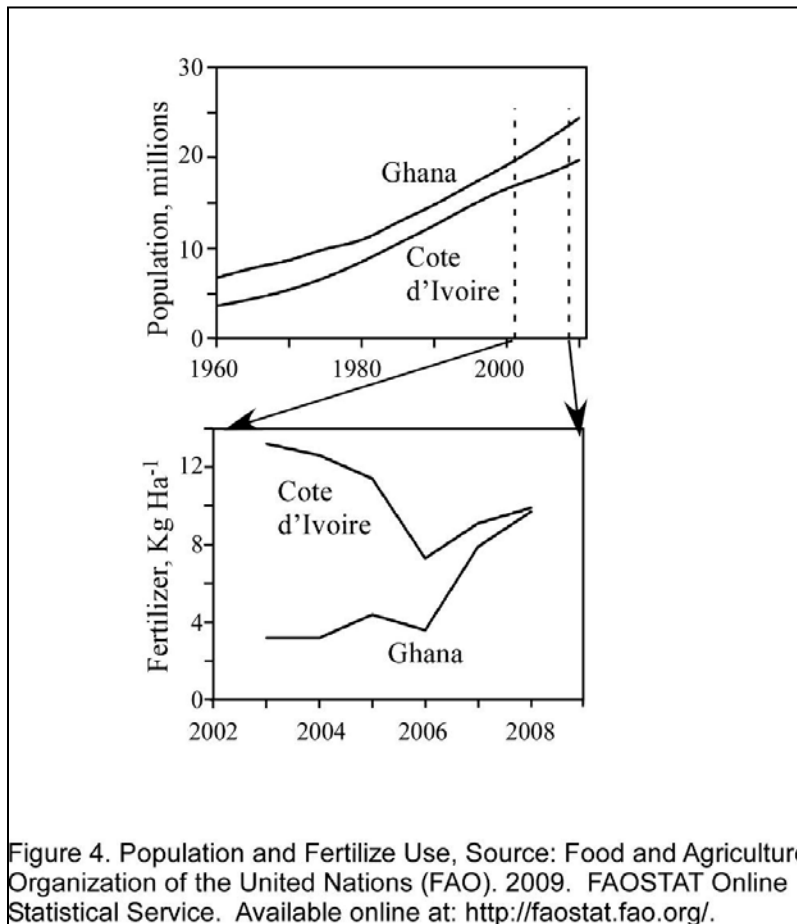 Population, millions
30
20
10
0
Ghana
Cote
d'Ivoire
1960
1980
2000
Fertilizer, Kg Ha-1
12
8
4
0
Cote
d'Ivoire
Ghana
2002
2004
2006
2008
Figure 4. Population and Fertilize Use, Source: Food and Agriculture
Organization of the United Nations (FAO). 2009. FAOSTAT Online
Statistical Service. Available online at: http://faostat.fao.org/.